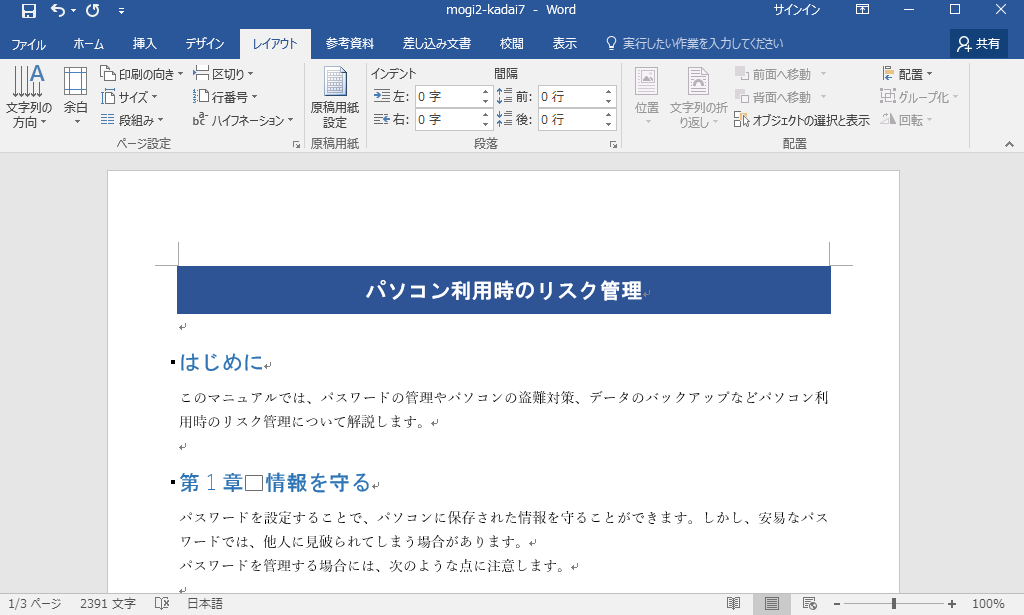 mogi2-kadai7 - Word
サインイン
ファイル ホーム 挿入 デザイン レイアウト 参考資料 差し込み文書 校閲 表示 実行したい作業を入力してください 共有
文字列の方向
余白
印刷の向き
サイズ
段組み
区切り
行番号
ハイフネーション
ページ設定
原稿用紙設定
原稿用紙
インデント
左: 0 字
右: 0 字
間隔
前: 0 行
後: 0 行
段落
位置
文字列の折り返し
前面へ移動
背面へ移動
オブジェクトの選択と表示
配置
グループ化
回転
配置
パソコン利用時のリスク管理
はじめに
このマニュアルでは、パスワードの管理やパソコンの盗難対策、データのバックアップなどパソコン利
用時のリスク管理について解説します。
第1章□情報を守る
パスワードを設定することで、パソコンに保存された情報を守ることができます。しかし、安易なパス
ワードでは、他人に見破られてしまう場合があります。
パスワードを管理する場合には、次のような点に注意します。
1/3 ページ 2391 文字 日本語 100%